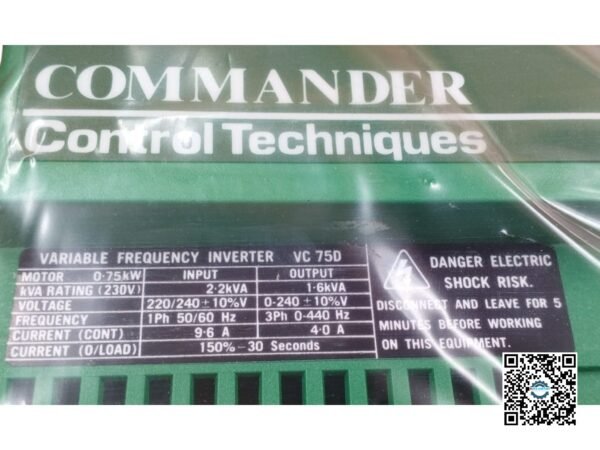 COMMANDER
Control Techniques
VARIABLE FREQUENCY INVERTER VC 75D
MOTOR 0·75kW INPUT OUTPUT
kVA RATING (230V) 2·2kVA 1·6kVA
VOLTAGE 220/240±10%V 0-240 ±10%V
FREQUENCY 1Ph 50/60 Hz 3Ph 0-440 Hz
CURRENT (CONT) 9·6 A 4·0 A
CURRENT (O/LOAD) 150%-30 Seconds
DANGER ELECTRIC
SHOCK RISK.
DISCONNECT AND LEAVE FOR 5
MINUTES BEFORE WORKING
ON THIS EQUIPMENT.